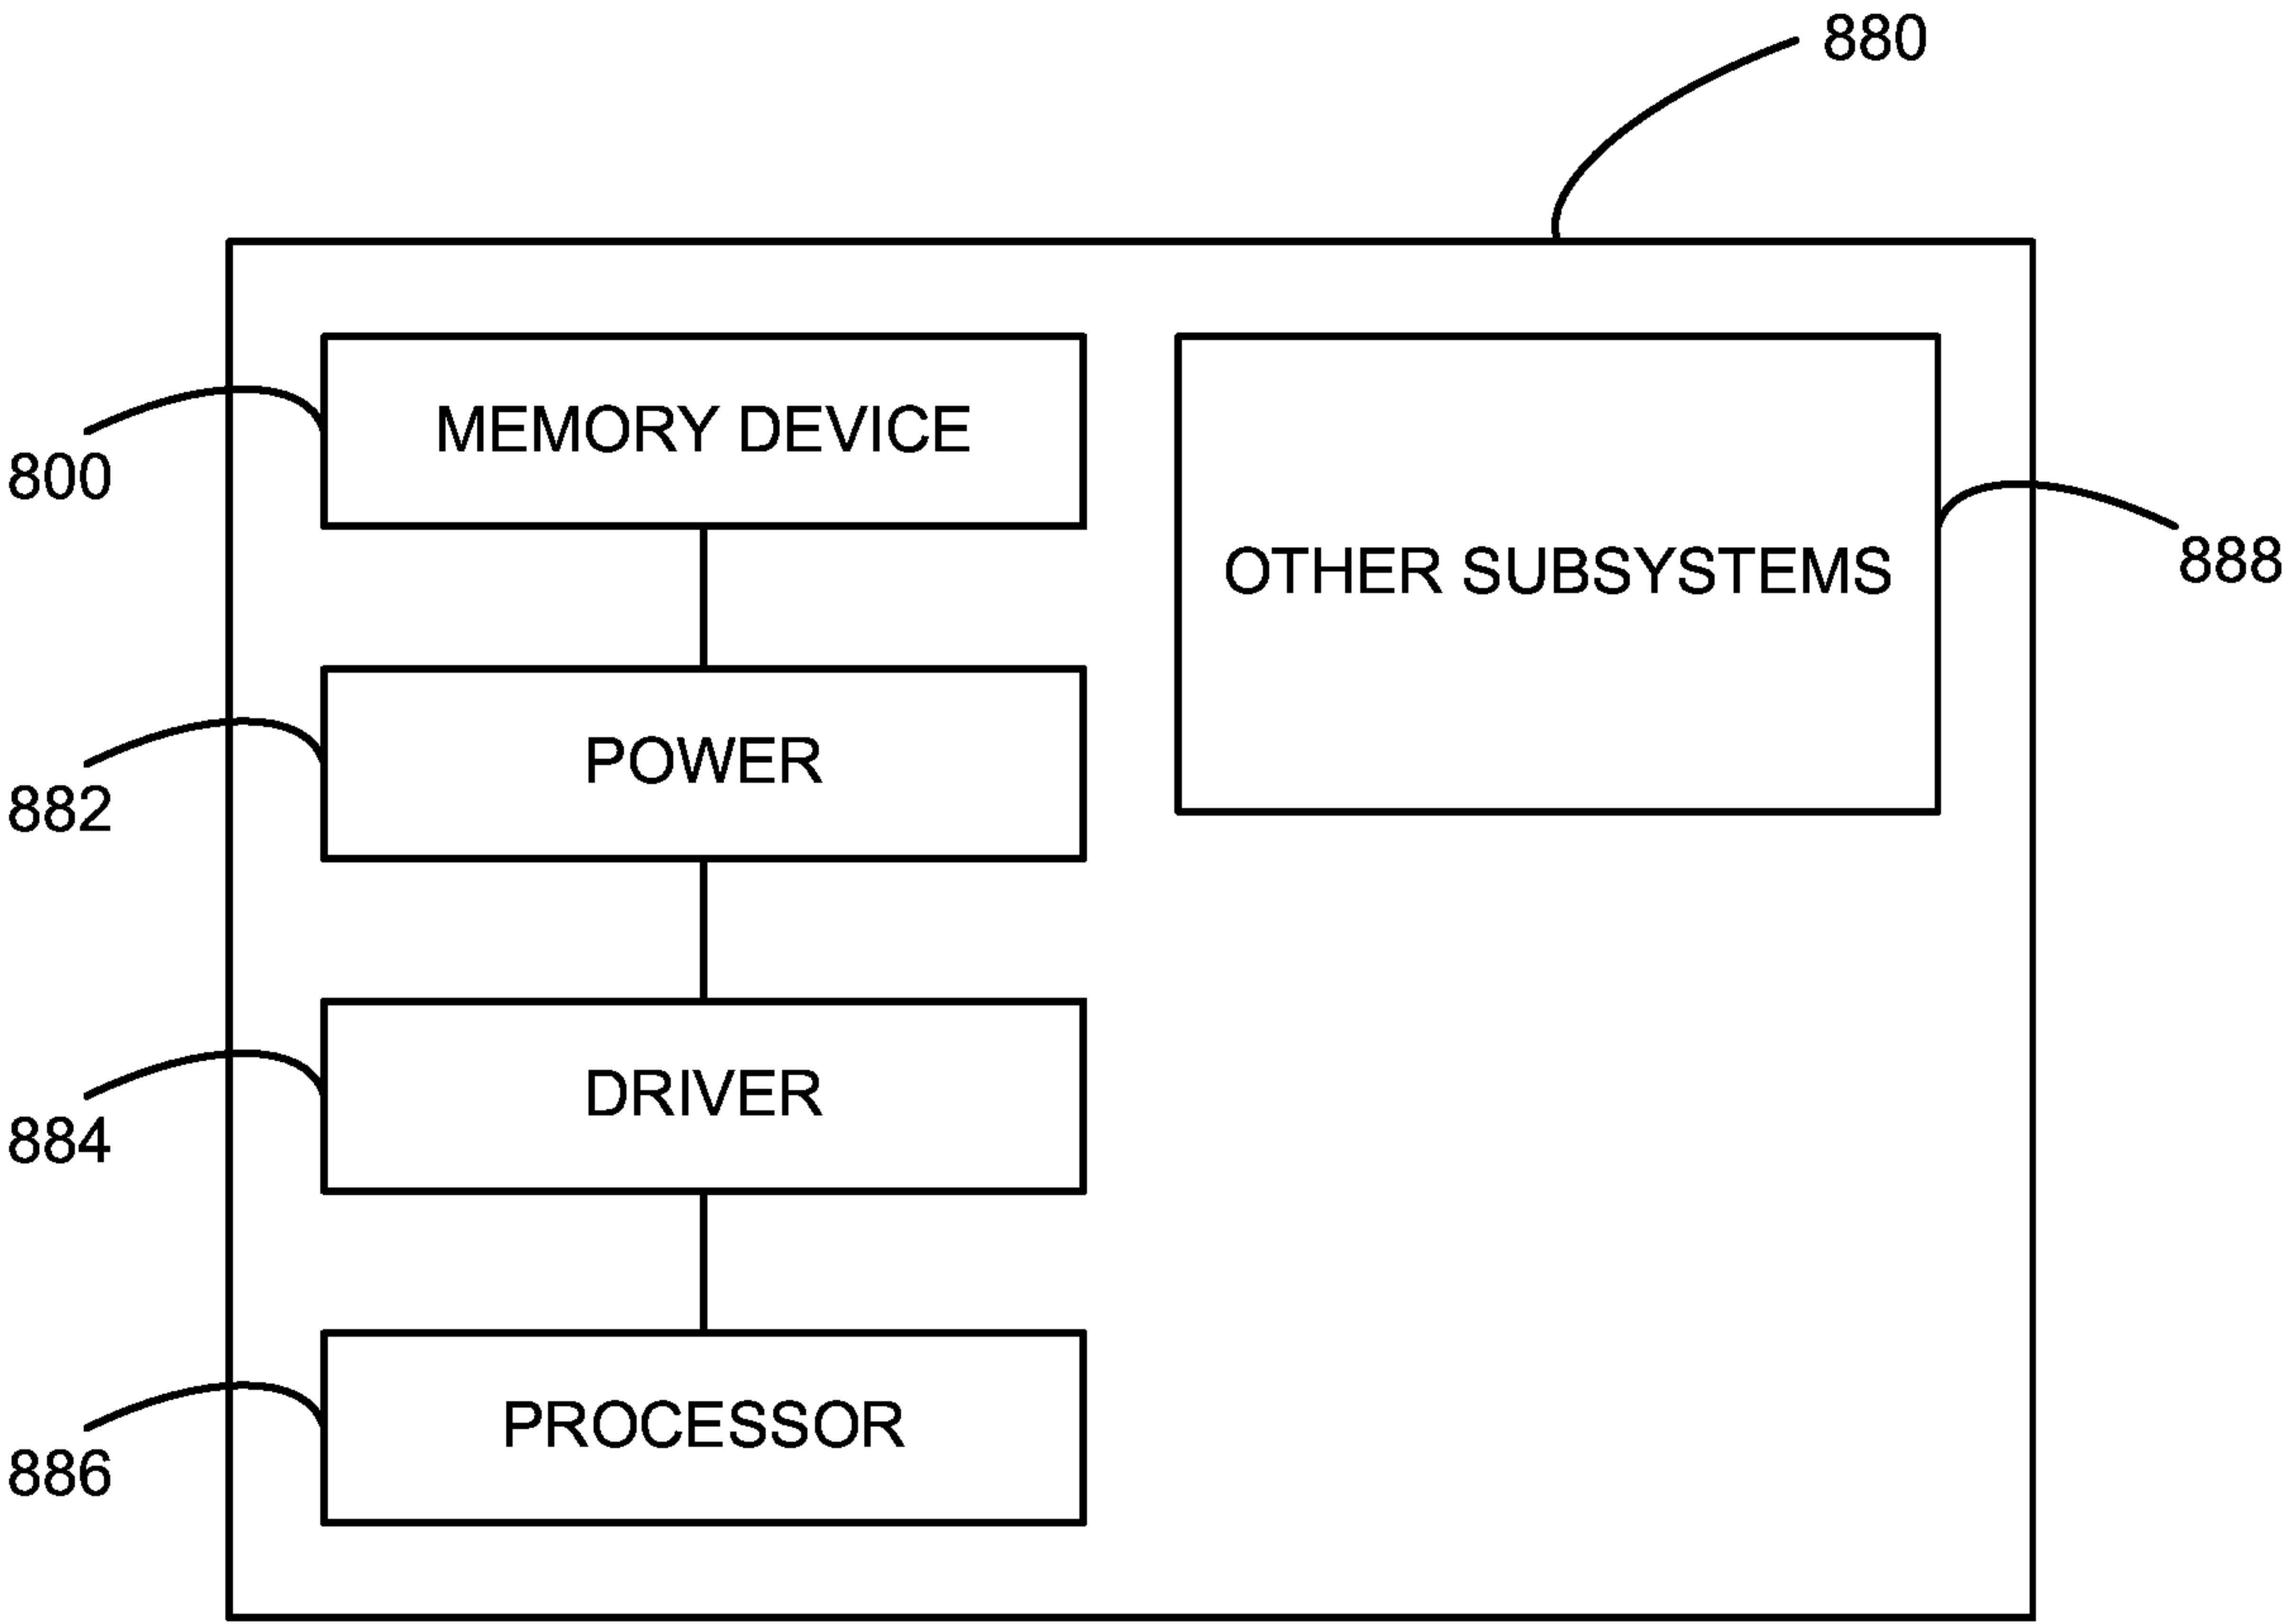 880
MEMORY DEVICE
800
OTHER SUBSYSTEMS
888
POWER
882
DRIVER
884
PROCESSOR
886